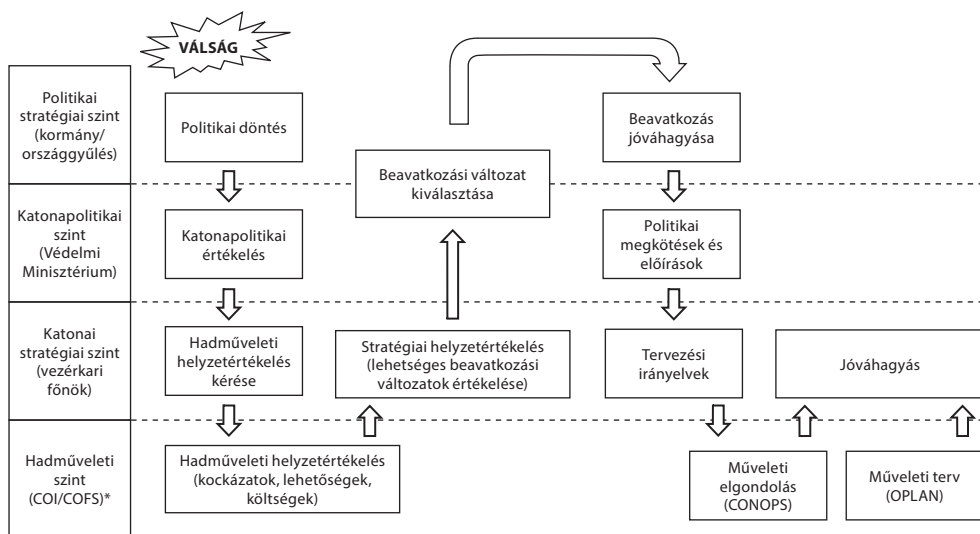 VÁLSÁG
Politikai
stratégiai szint
(kormány/
országgyűlés)
Politikai döntés
Beavatkozási változat
kiválasztása
Beavatkozás
jóváhagyása
Katonapolitikai
szint
(Védelmi
Minisztérium)
Katonapolitikai
értékelés
Politikai
megkötések és
előírások
Katonai
stratégiai szint
(vezérkari
főnök)
Hadműveleti
helyzetértékelés
kérése
Stratégiai helyzetértékelés
(lehetséges beavatkozási
változatok értékelése)
Tervezési
irányelvek
Jóváhagyás
Hadműveleti
szint
(COI/COFS)*
Hadműveleti helyzetértékelés
(kockázatok, lehetőségek,
költségek)
Műveleti
elgondolás
(CONOPS)
Műveleti terv
(OPLAN)